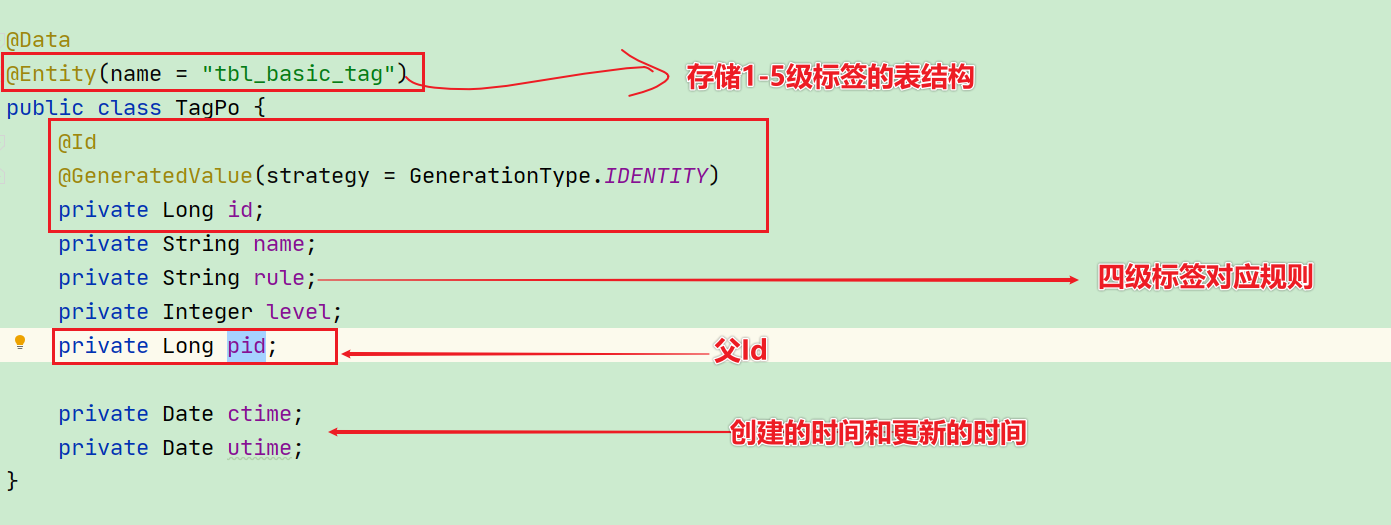 @Data
@Entity(name = "tbl_basic_tag")
存储1-5级标签的表结构
public class TagPo {
@Id
@GeneratedValue(strategy = GenerationType.IDENTITY)
private Long id;
private String name;
private String rule;
四级标签对应规则
private Integer level;
private Long pid;
父Id
private Date ctime;
创建的时间和更新的时间
private Date utime;
}